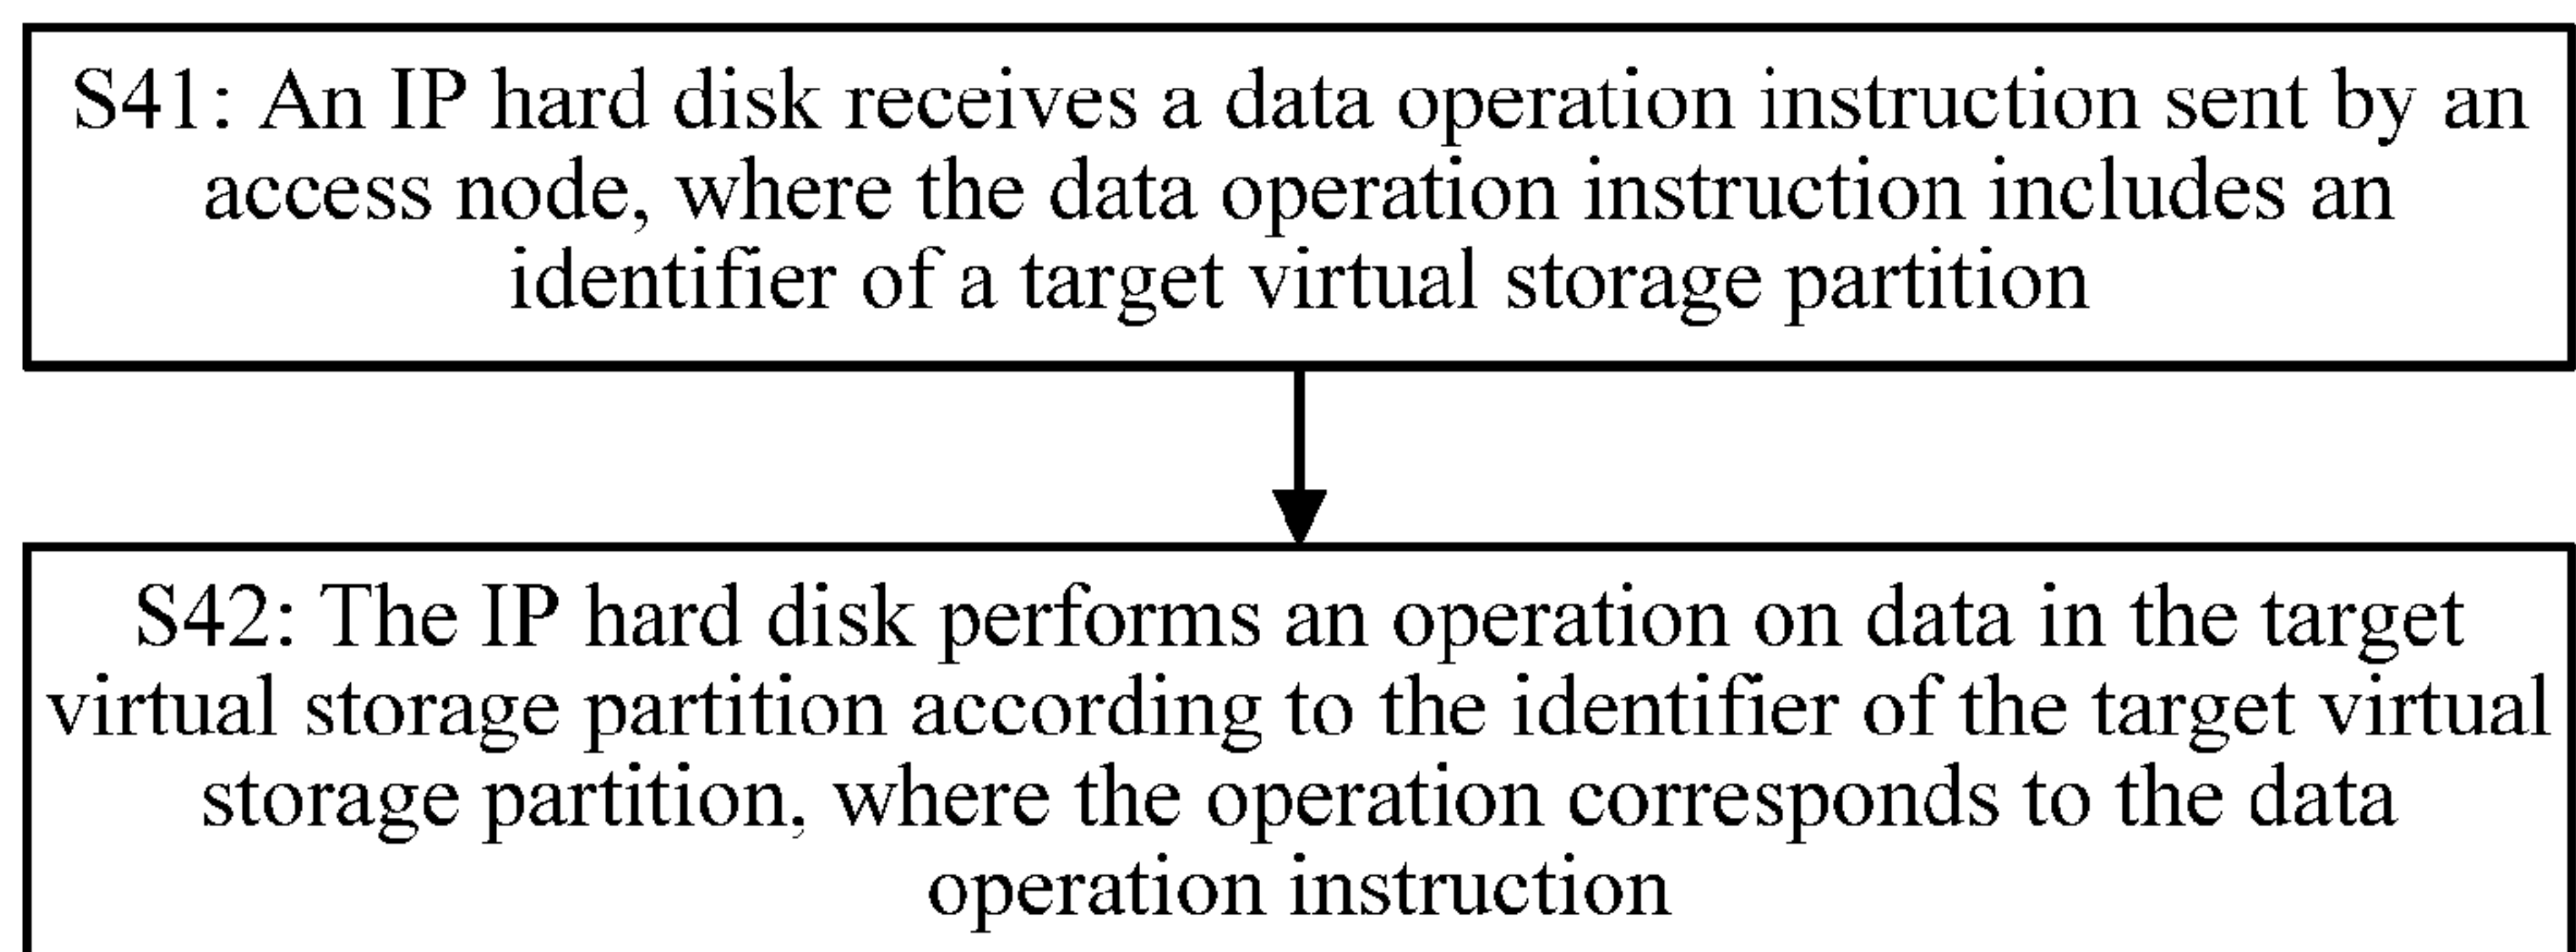 S41: An IP hard disk receives a data operation instruction sent by an
access node, where the data operation instruction includes an
identifier of a target virtual storage partition
S42: The IP hard disk performs an operation on data in the target
virtual storage partition according to the identifier of the target virtual
storage partition, where the operation corresponds to the data
operation instruction